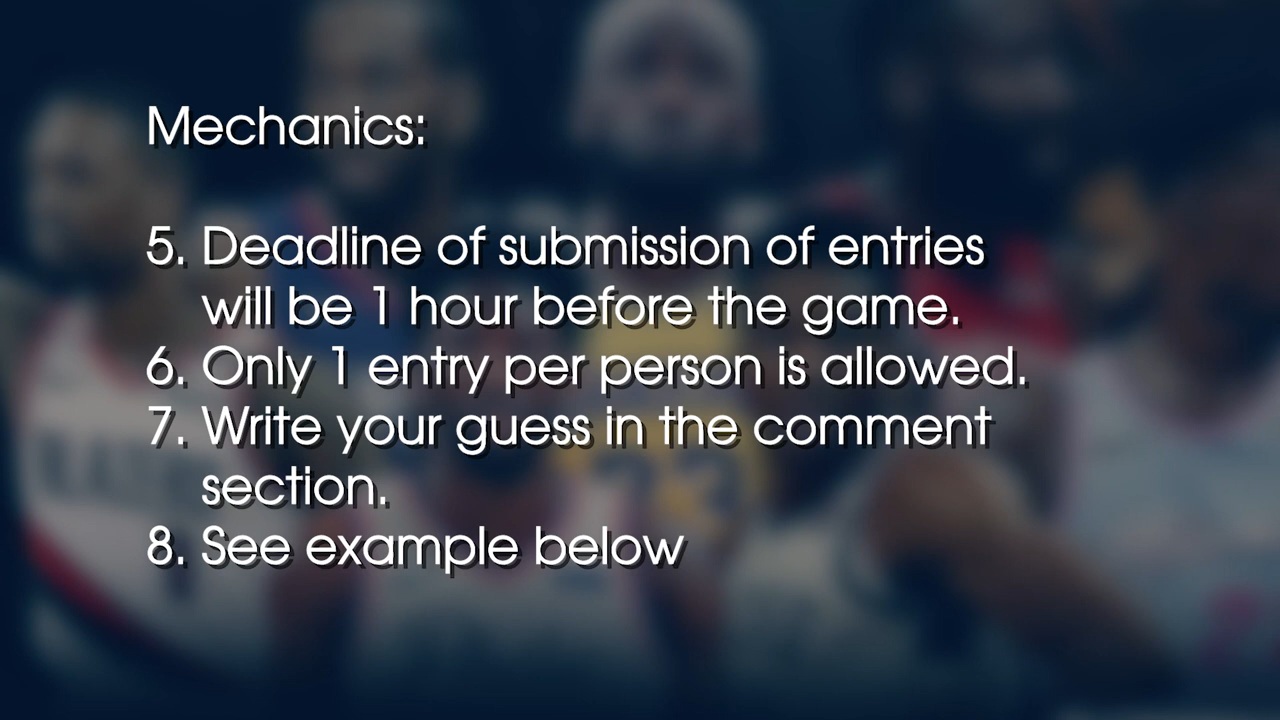 Mechanics:
5. Deadline of submission of entries
will be 1 hour before the game.
6. Only 1 entry per person is allowed.
7. Write your guess in the comment
section.
8. See example below